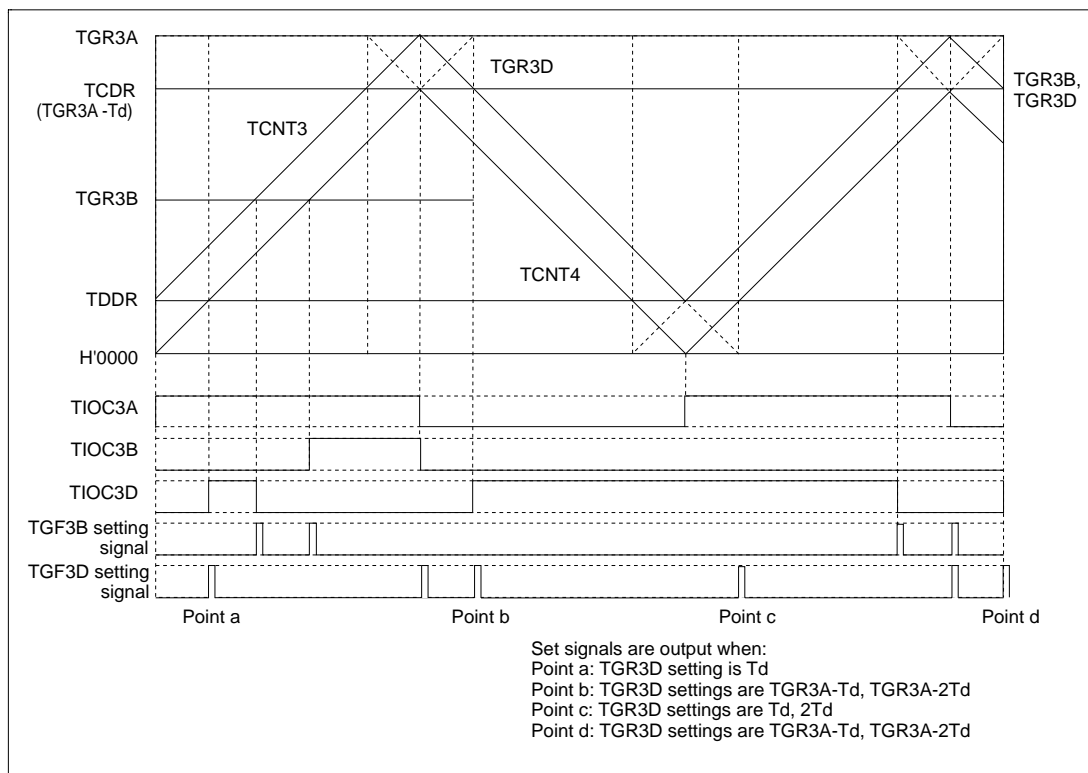 TGR3A
TCDR
(TGR3A -Td)
TGR3D
TGR3B,
TGR3D
TCNT3
TGR3B
TCNT4
TDDR
H'0000
TIOC3A
TIOC3B
TIOC3D
TGF3B setting
signal
TGF3D setting
signal
Point a
Point b
Point c
Point d
Set signals are output when:
Point a: TGR3D setting is Td
Point b: TGR3D settings are TGR3A-Td, TGR3A-2Td
Point c: TGR3D settings are Td, 2Td
Point d: TGR3D settings are TGR3A-Td, TGR3A-2Td